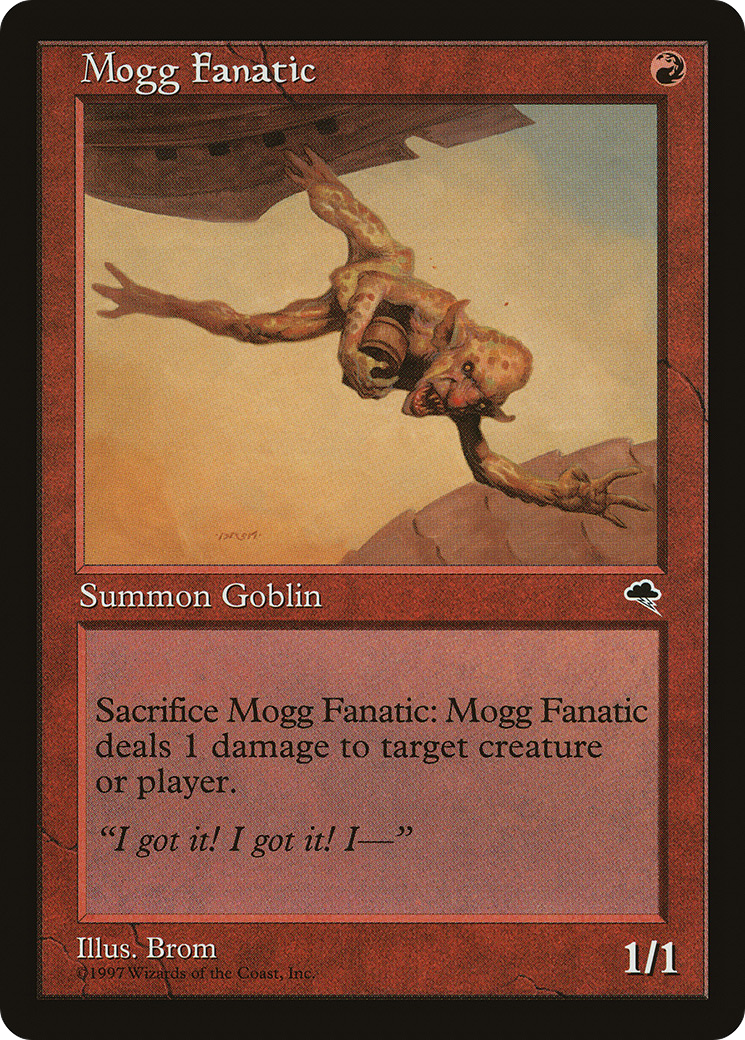 Mogg Fanatic
BROM
Summon Goblin
Sacrifice Mogg Fanatic: Mogg Fanatic
deals 1 damage to target creature
or player.
“I got it! I got it! I—”
Illus. Brom
1/1
©1997 Wizards of the Coast, Inc.